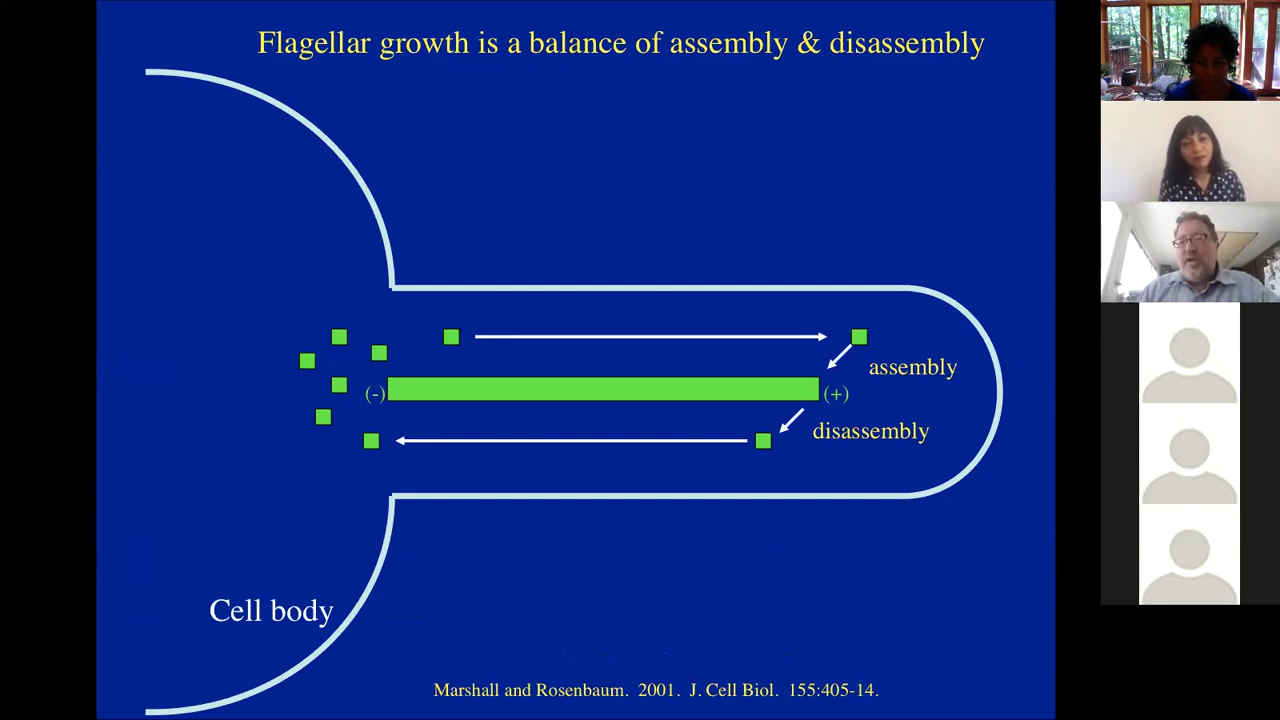 Flagellar growth is a balance of assembly & disassembly
assembly
(-)
(+)
disassembly
Cell body
Marshall and Rosenbaum. 2001. J. Cell Biol. 155:405-14.